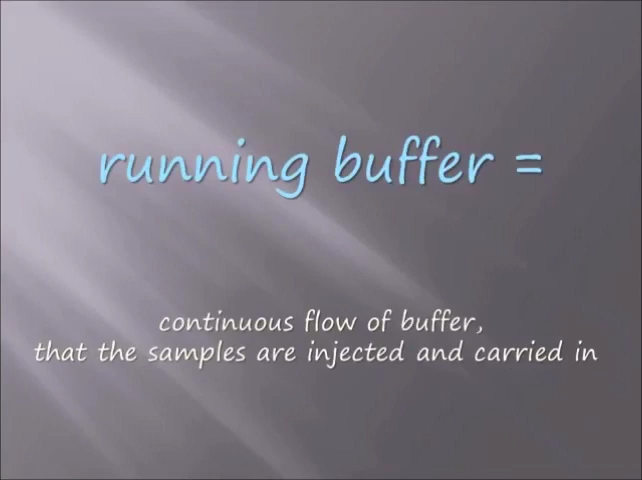 running buffer =
continuous flow of buffer,
that the samples are injected and carried in